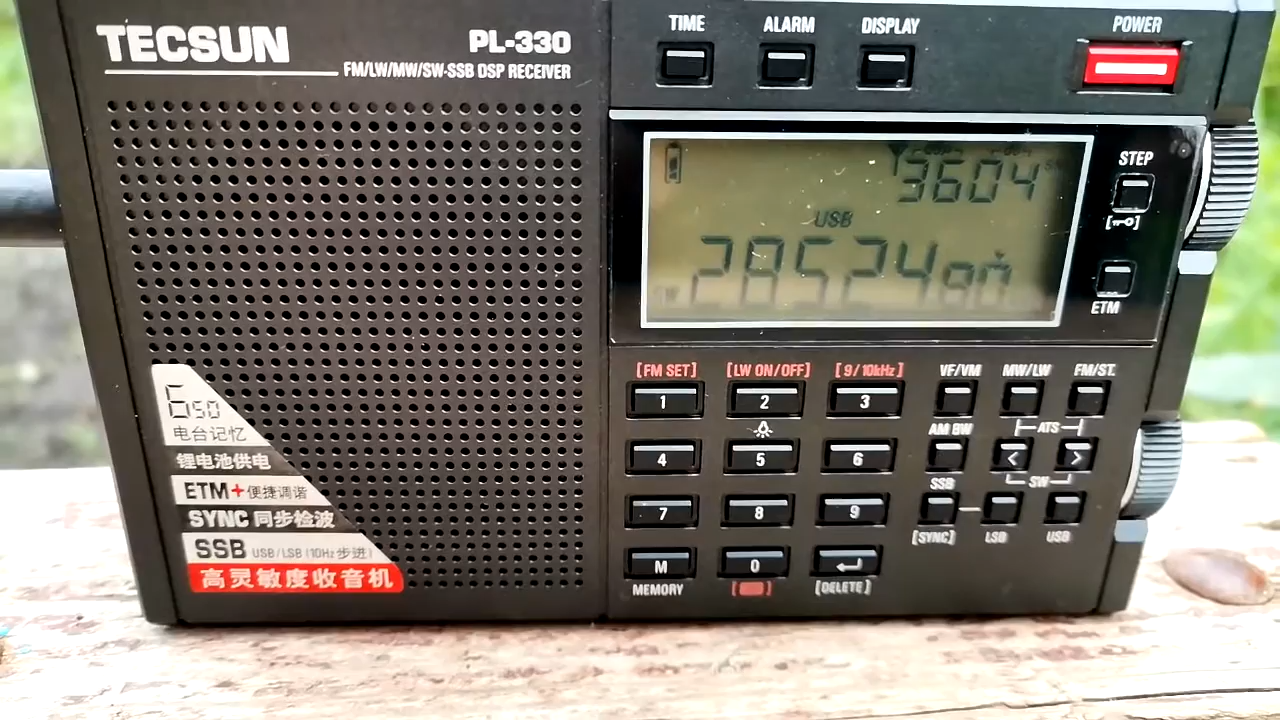 TECSUN
PL-330
FM/LW/MW/SW-SSB DSP RECEIVER
TIME
ALARM
DISPLAY
POWER
3604
USB
28524
STEP
ETM
[FM SET]
[LW ON/OFF]
[9/10kHz]
VF/VM
MW/LW
FM/ST.
1
2
3
AM BW
ATS
4
5
6
<
>
SSB
SW
7
8
9
[SYNC]
LSB
USB
M
0
MEMORY
[DELETE]
650
电台记忆
锂电池供电
ETM+便捷调谐
SYNC 同步检波
SSB USB/LSB (10Hz步进)
高灵敏度收音机